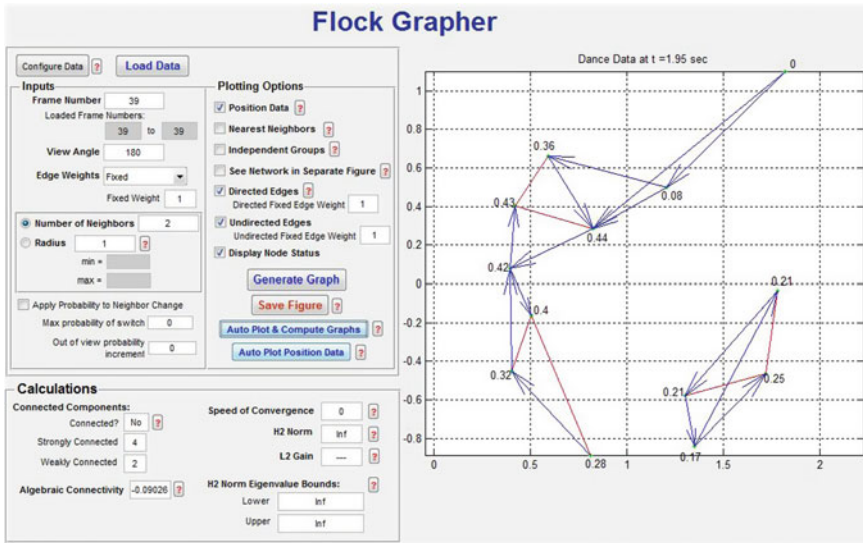 Flock Grapher
Configure Data ? Load Data
Inputs
Frame Number 39
Loaded Frame Numbers:
39 to 39
View Angle 180
Edge Weights Fixed
Fixed Weight 1
Number of Neighbors 2
Radius 1 ?
min =
max =
Apply Probability to Neighbor Change
Max probability of switch 0
Out of view probability
increment 0
Plotting Options
Position Data ?
Nearest Neighbors ?
Independent Groups ?
See Network in Separate Figure ?
Directed Edges ?
Directed Fixed Edge Weight 1
Undirected Edges
Undirected Fixed Edge Weight 1
Display Node Status
Generate Graph
Save Figure ?
Auto Plot & Compute Graphs ?
Auto Plot Position Data ?
Calculations
Connected Components:
Connected? No ?
Strongly Connected 4
Weakly Connected 2
Algebraic Connectivity -0.09026 ?
Speed of Convergence 0 ?
H2 Norm Inf ?
L2 Gain ---- ?
H2 Norm Eigenvalue Bounds: ?
Lower Inf
Upper Inf
Dance Data at t =1.95 sec
0
1
0.8
0.6
0.4
0.2
0
-0.2
-0.4
-0.6
-0.8
0.36
0.08
0.43
0.44
0.42
0.21
0.4
0.32
0.25
0.21
0.17
0.28
0 0.5 1 1.5 2